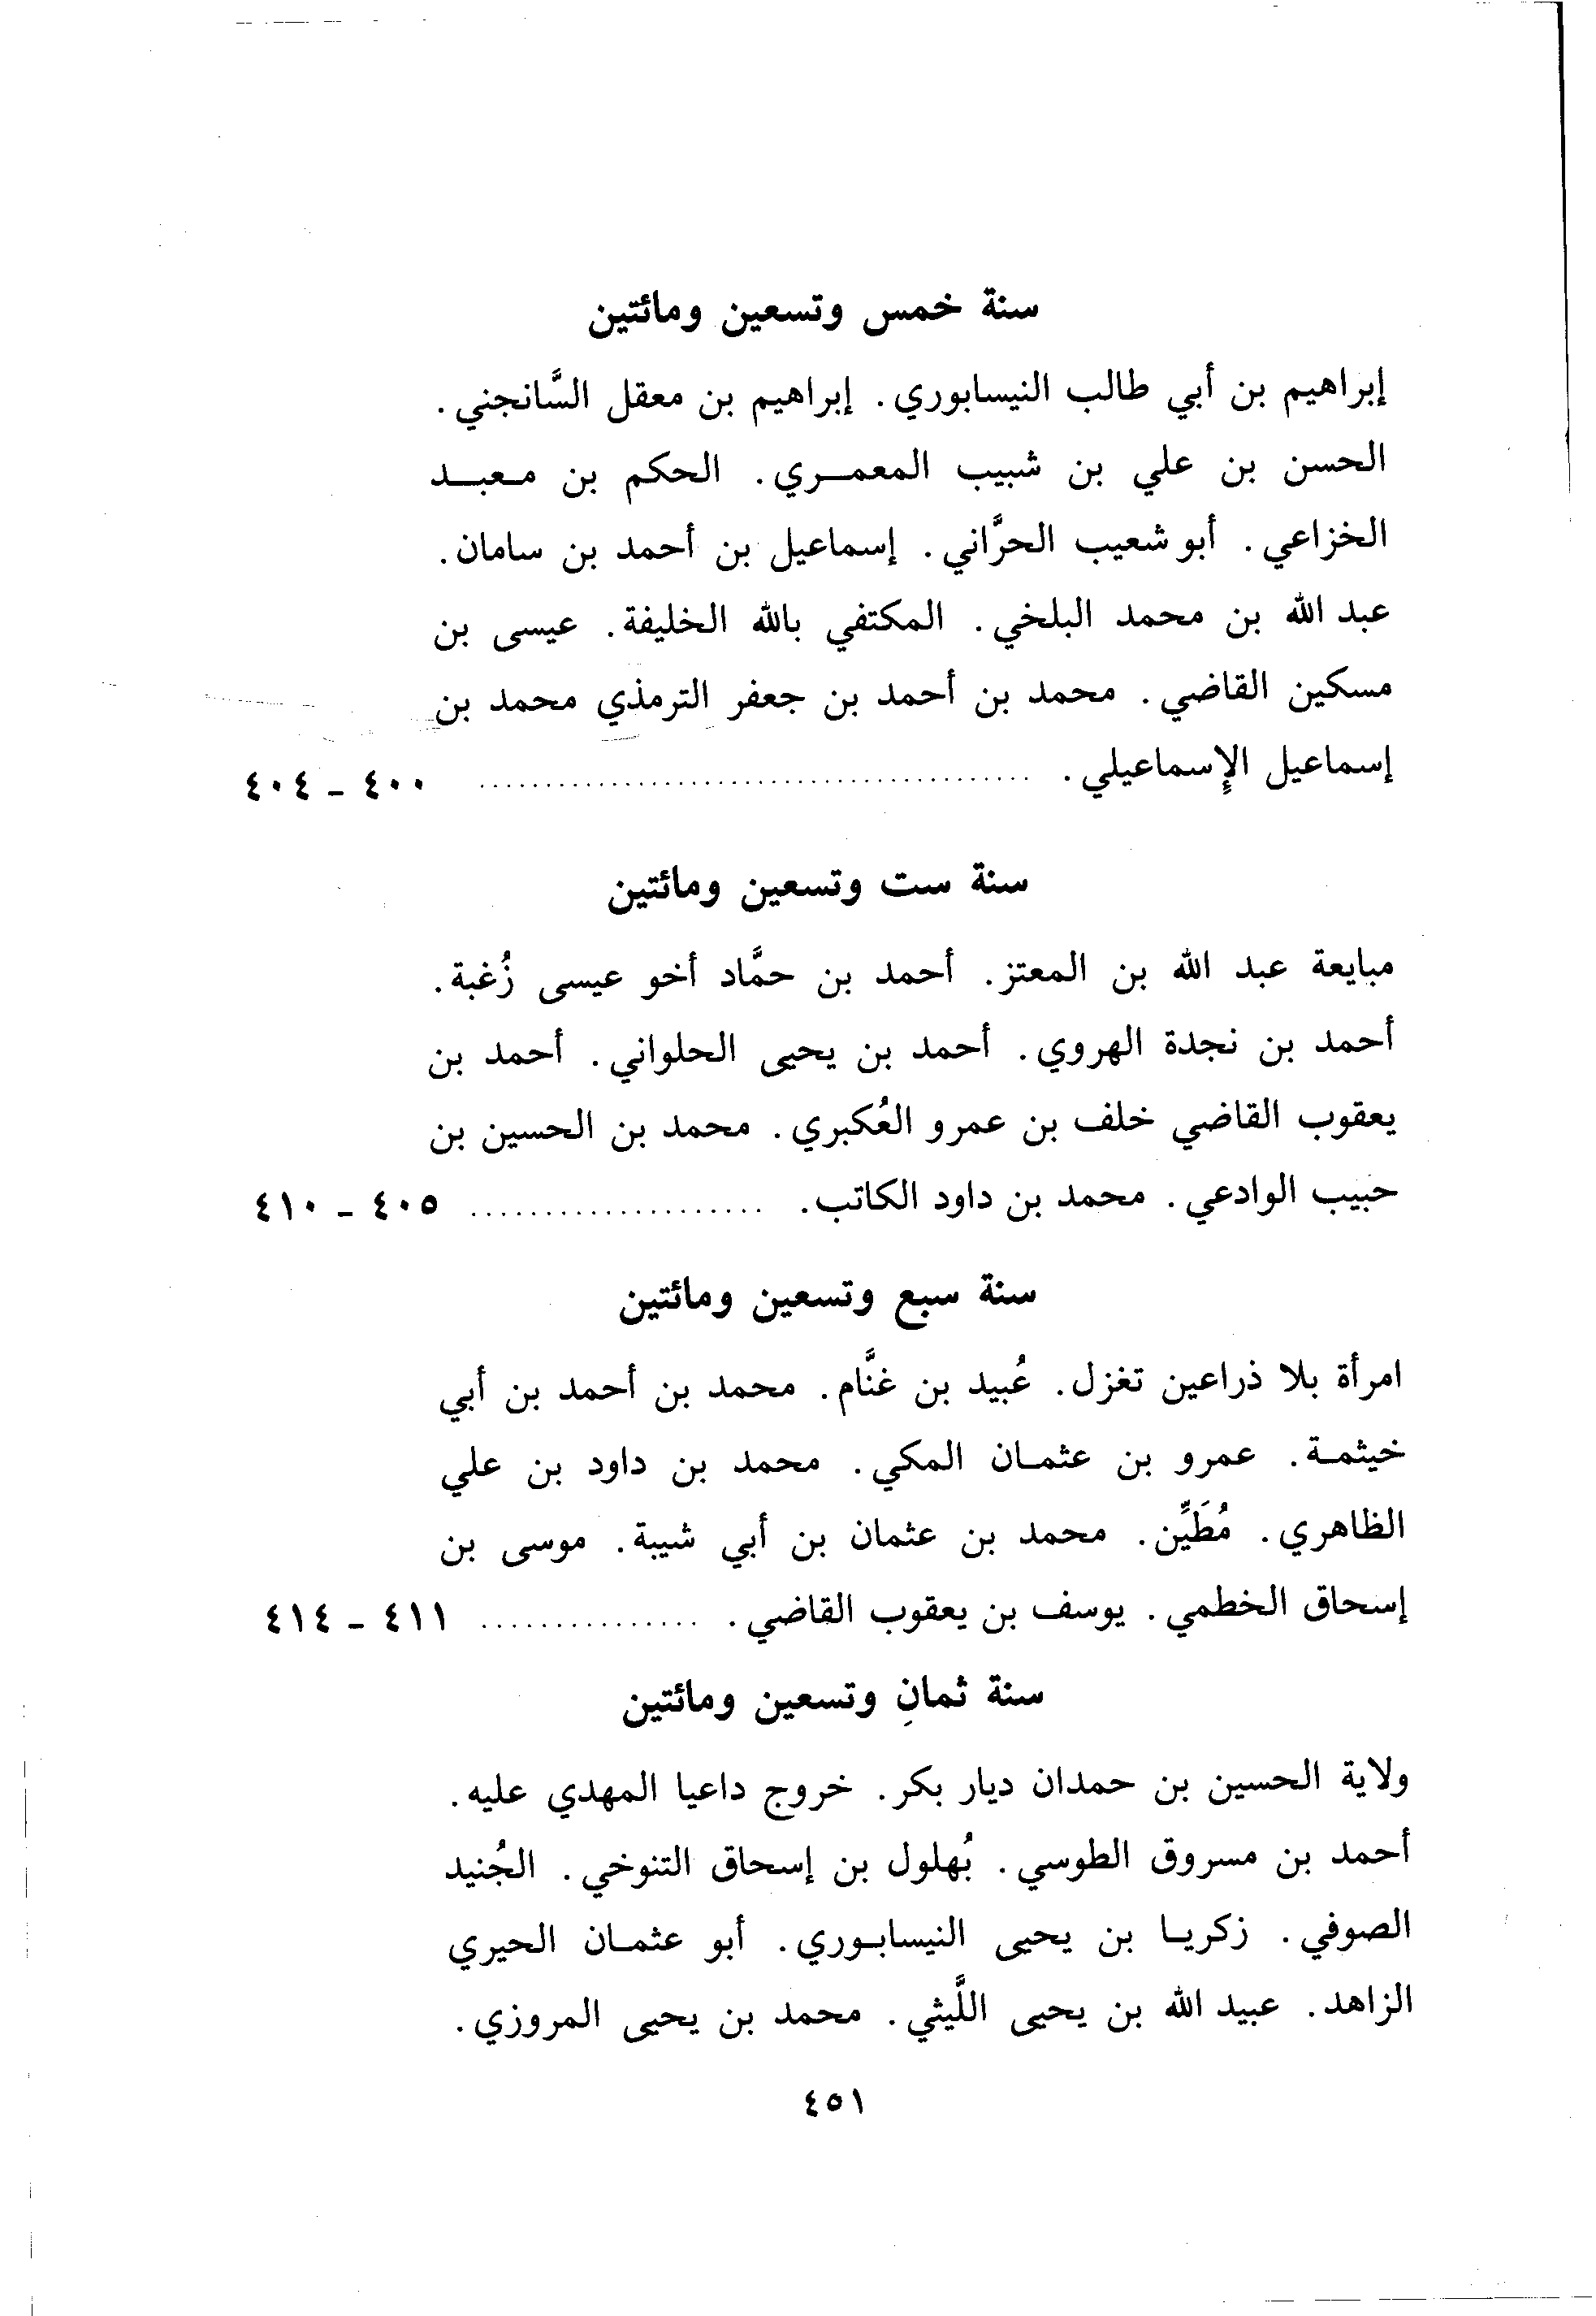 سنة خمس وتسعين ومائتين
إبراهيم بن أبي طالب النيسابوري. إبراهيم بن معقل السَّانجني.
الحسن بن علي بن شبيب المعمـري. الحكم بن معبـد
الخزاعي. أبو شعيب الحرَّاني. إسماعيل بن أحمد بن سامان.
عبد الله بن محمد البلخي. المكتفي بالله الخليفة. عيسى بن
مسكين القاضي. محمد بن أحمد بن جعفر الترمذي محمد بن
إسماعيل الإسماعيلي. .......................................... ٤٠٠ - ٤٠٤
سنة ست وتسعين ومائتين
مبايعة عبد الله بن المعتز. أحمد بن حمَّاد أخو عيسى زُغبة.
أحمد بن نجدة الهروي. أحمد بن يحيى الحلواني. أحمد بن
يعقوب القاضي خلف بن عمرو العُكبري. محمد بن الحسين بن
حبيب الوادعي. محمد بن داود الكاتب. .................... ٤٠٥ - ٤١٠
سنة سبع وتسعين ومائتين
امرأة بلا ذراعين تغزل. عُبيد بن غنَّام. محمد بن أحمد بن أبي
خيثمـة. عمرو بن عثمـان المكي. محمد بن داود بن علي
الظاهري. مُطَيِّن. محمد بن عثمان بن أبي شيبة. موسى بن
إسحاق الخطمي. يوسف بن يعقوب القاضي. ............... ٤١١ - ٤١٤
سنة ثمانِ وتسعين ومائتين
ولاية الحسين بن حمدان ديار بكر. خروج داعيا المهدي عليه.
أحمد بن مسروق الطوسي. بُهلول بن إسحاق التنوخي. الجُنيد
الصوفي. زكريـا بن يحيى النيسابـوري. أبو عثمـان الحيري
الزاهد. عبيد الله بن يحيى اللَّيثي. محمد بن يحيى المروزي.
٤٥١